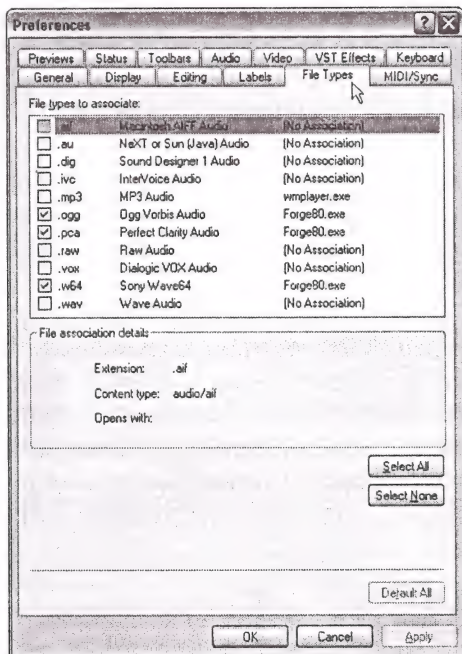 Preferences
Previews Status Toolbars Audio Video VST Effects Keyboard
General Display Editing Labels File Types MIDI/Sync
File types to associate:
.aif Macintosh AIFF Audio (No Association)
.au NeXT or Sun (Java) Audio (No Association)
.dig Sound Designer 1 Audio (No Association)
.ivc InterVoice Audio (No Association)
.mp3 MP3 Audio wmplayer.exe
.ogg Ogg Vorbis Audio Forge80.exe
.pca Perfect Clarity Audio Forge80.exe
.raw Raw Audio (No Association)
.vox Dialogic VOX Audio (No Association)
.w64 Sony Wave64 Forge80.exe
.wav Wave Audio (No Association)
File association details
Extension: .aif
Content type: audio/aif
Opens with:
Select All
Select None
Default All
OK Cancel Apply